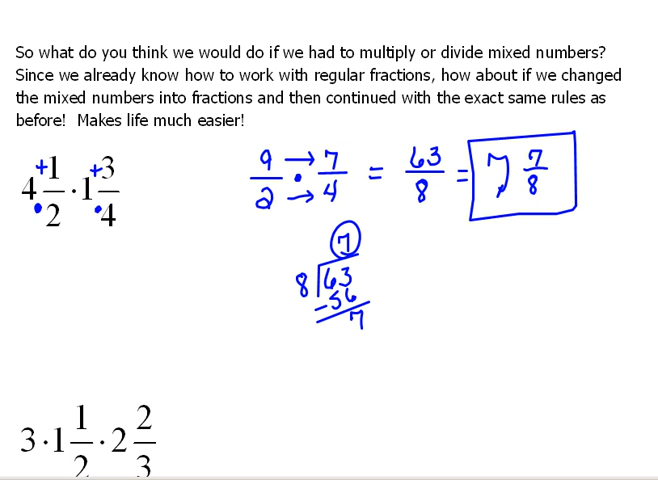 So what do you think we would do if we had to multiply or divide mixed numbers?
Since we already know how to work with regular fractions, how about if we changed
the mixed numbers into fractions and then continued with the exact same rules as
before!  Makes life much easier!
4 +1/2 · 1 +3/4    9/2 · 7/4 = 63/8 = 7 7/8
7
8 63
-56
7
3 · 1 1/2 · 2 2/3